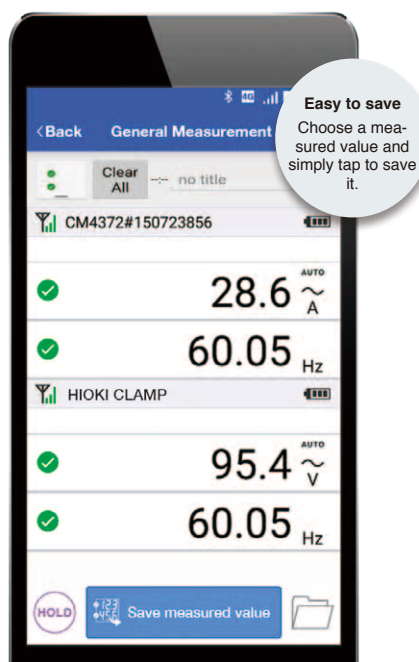 4G
Easy to save
Choose a mea-
sured value and
simply tap to save
it.
<Back General Measurement
Clear
All
--:-- no title
CM4372#150723856
AUTO
28.6 ~
A
60.05 Hz
HIOKI CLAMP
AUTO
95.4 ~
V
60.05 Hz
HOLD
Save measured value